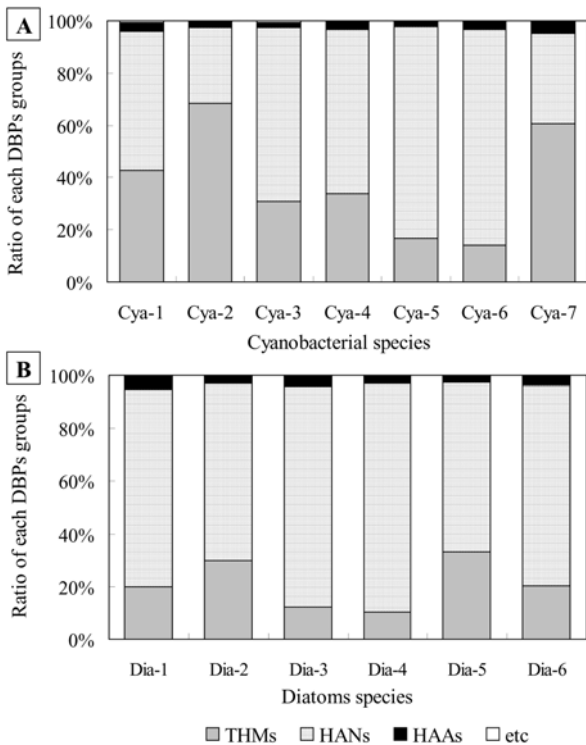 A
Ratio of each DBPs groups
100%
80%
60%
40%
20%
0%
Cya-1 Cya-2 Cya-3 Cya-4 Cya-5 Cya-6 Cya-7
Cyanobacterial species
B
Ratio of each DBPs groups
100%
80%
60%
40%
20%
0%
Dia-1 Dia-2 Dia-3 Dia-4 Dia-5 Dia-6
Diatoms species
THMs HANs HAAs etc